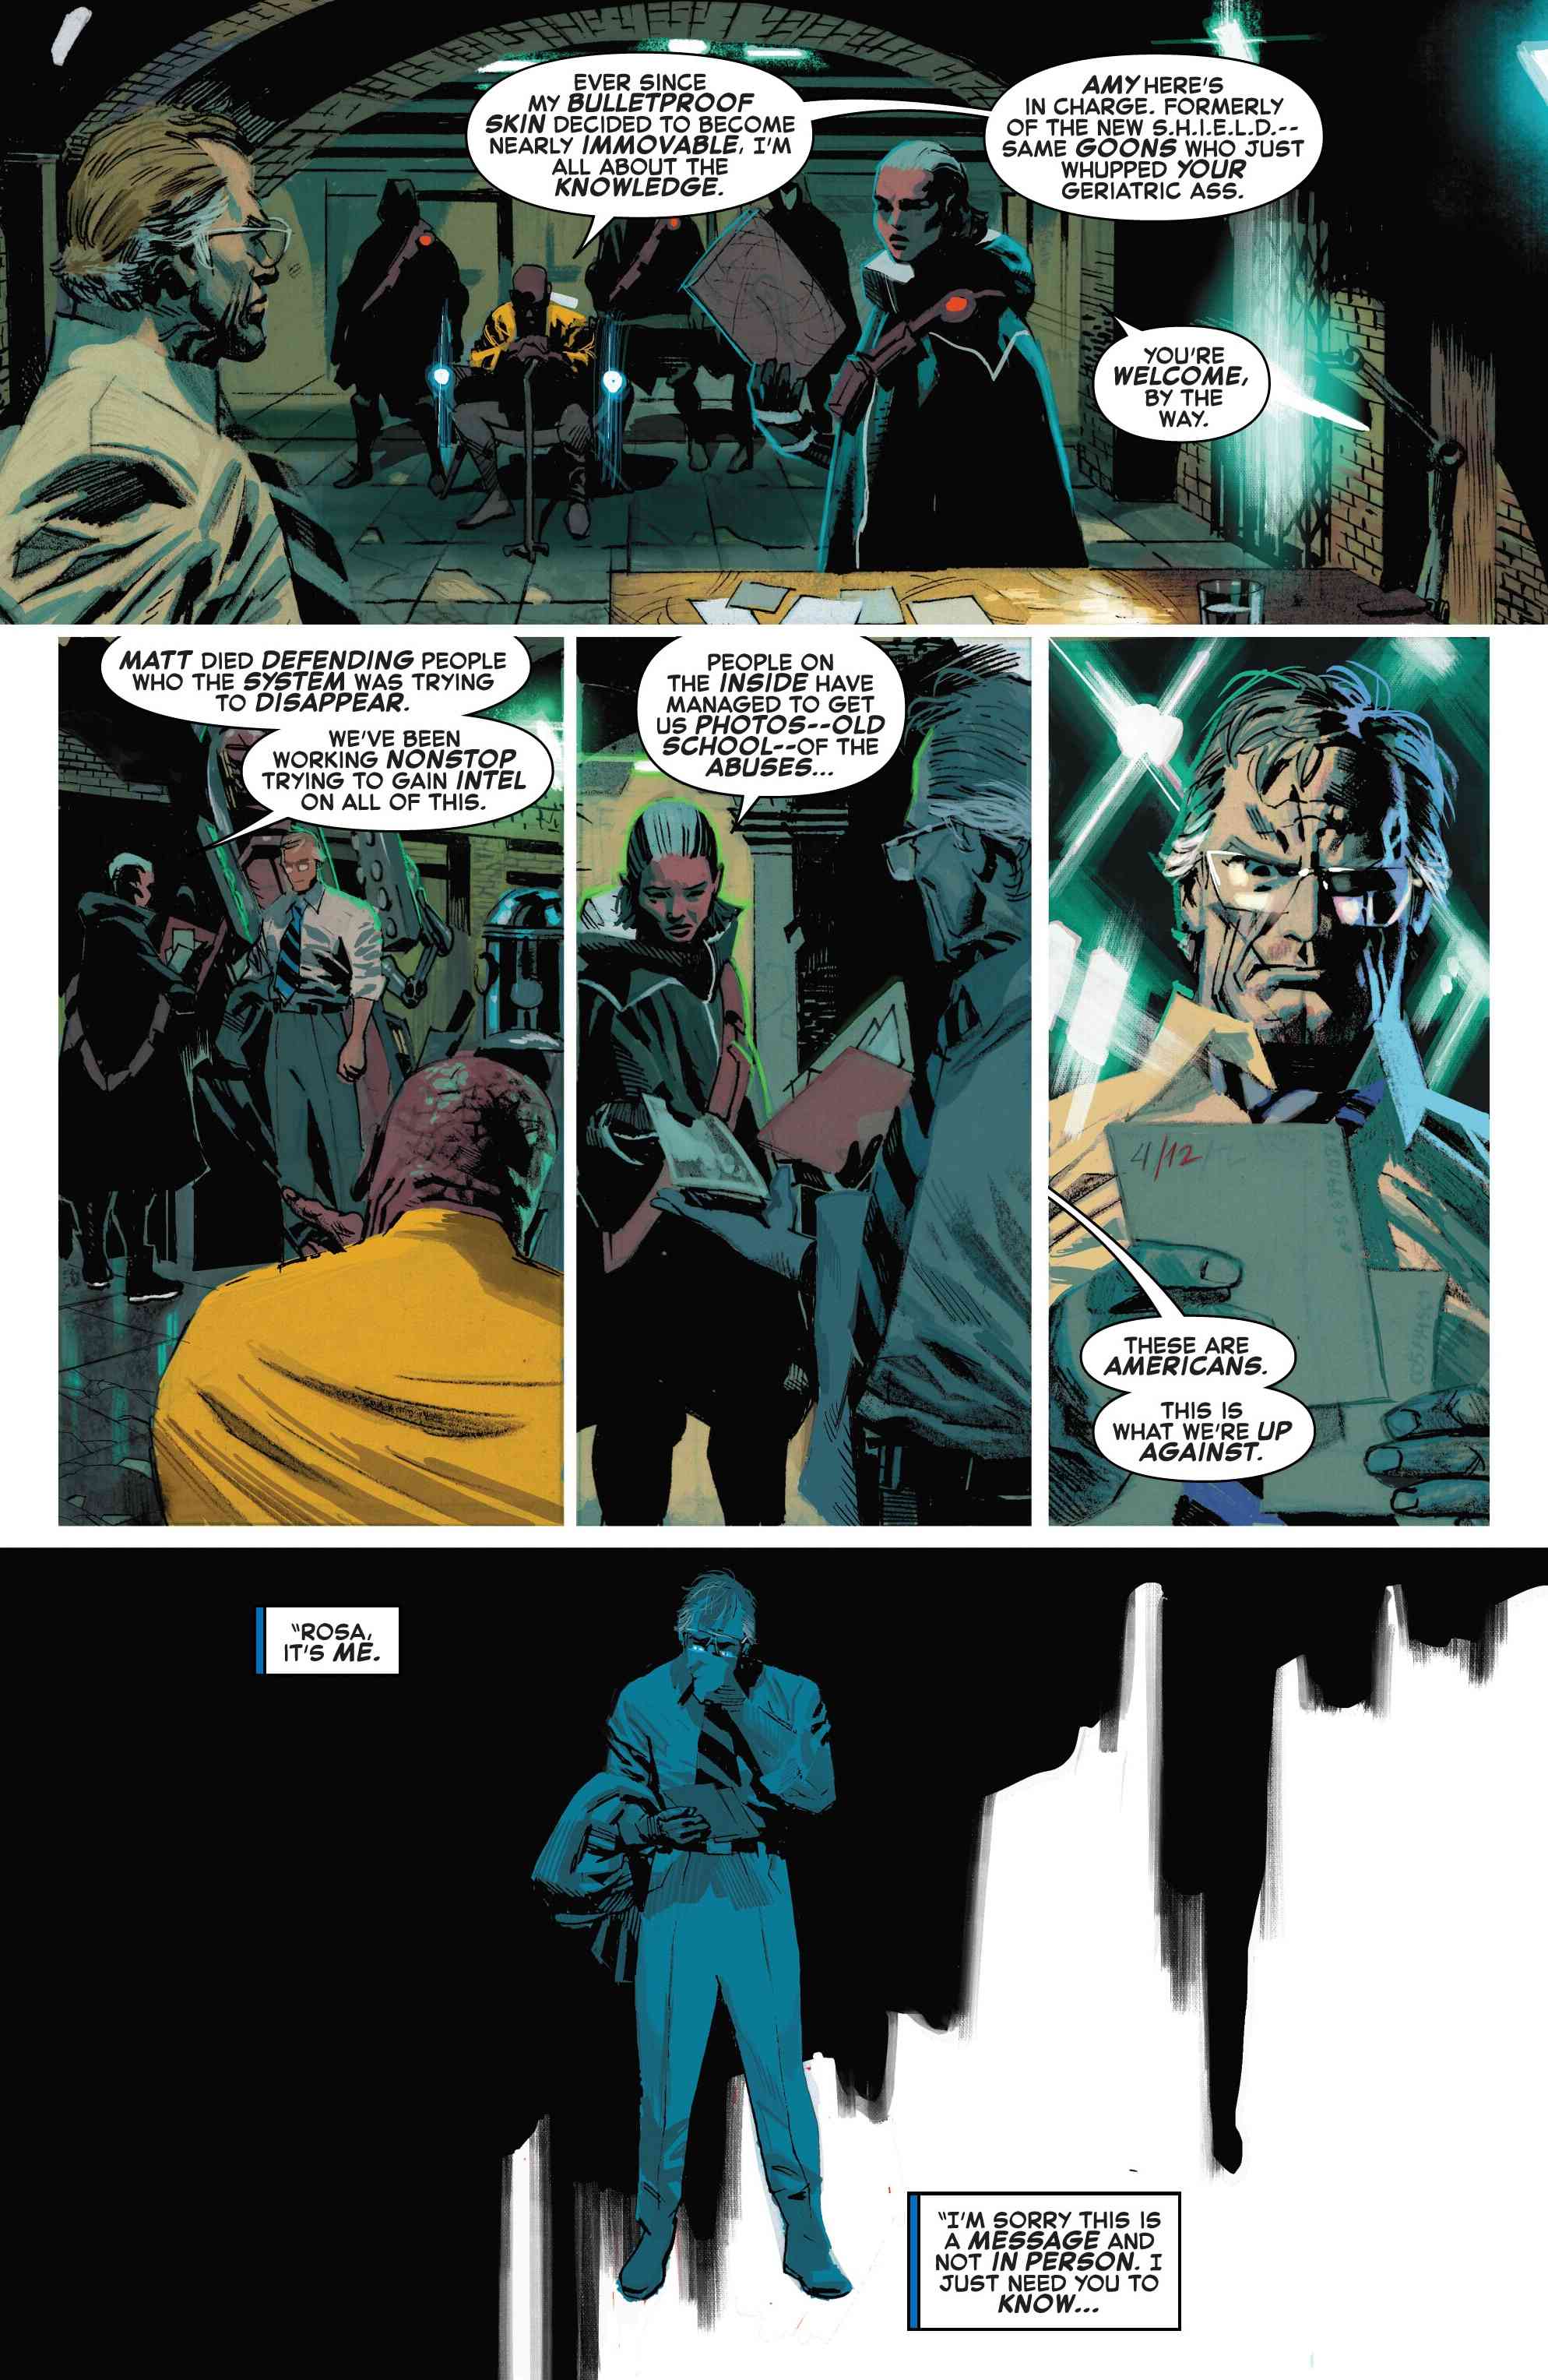 EVER SINCE
MY BULLETPROOF
SKIN DECIDED TO BECOME
NEARLY IMMOVABLE, I'M
ALL ABOUT THE
KNOWLEDGE.
AMY HERE'S
IN CHARGE. FORMERLY
OF THE NEW S.H.I.E.L.D.--
SAME GOONS WHO JUST
WHUPPED YOUR
GERIATRIC ASS.
YOU'RE
WELCOME,
BY THE
WAY.
MATT DIED DEFENDING PEOPLE
WHO THE SYSTEM WAS TRYING
TO DISAPPEAR.
WE'VE BEEN
WORKING NONSTOP
TRYING TO GAIN INTEL
ON ALL OF THIS.
PEOPLE ON
THE INSIDE HAVE
MANAGED TO GET
US PHOTOS--OLD
SCHOOL--OF THE
ABUSES...
4/12
THESE ARE
AMERICANS.
THIS IS
WHAT WE'RE UP
AGAINST.
"ROSA,
IT'S ME.
"I'M SORRY THIS IS
A MESSAGE AND
NOT IN PERSON. I
JUST NEED YOU TO
KNOW...